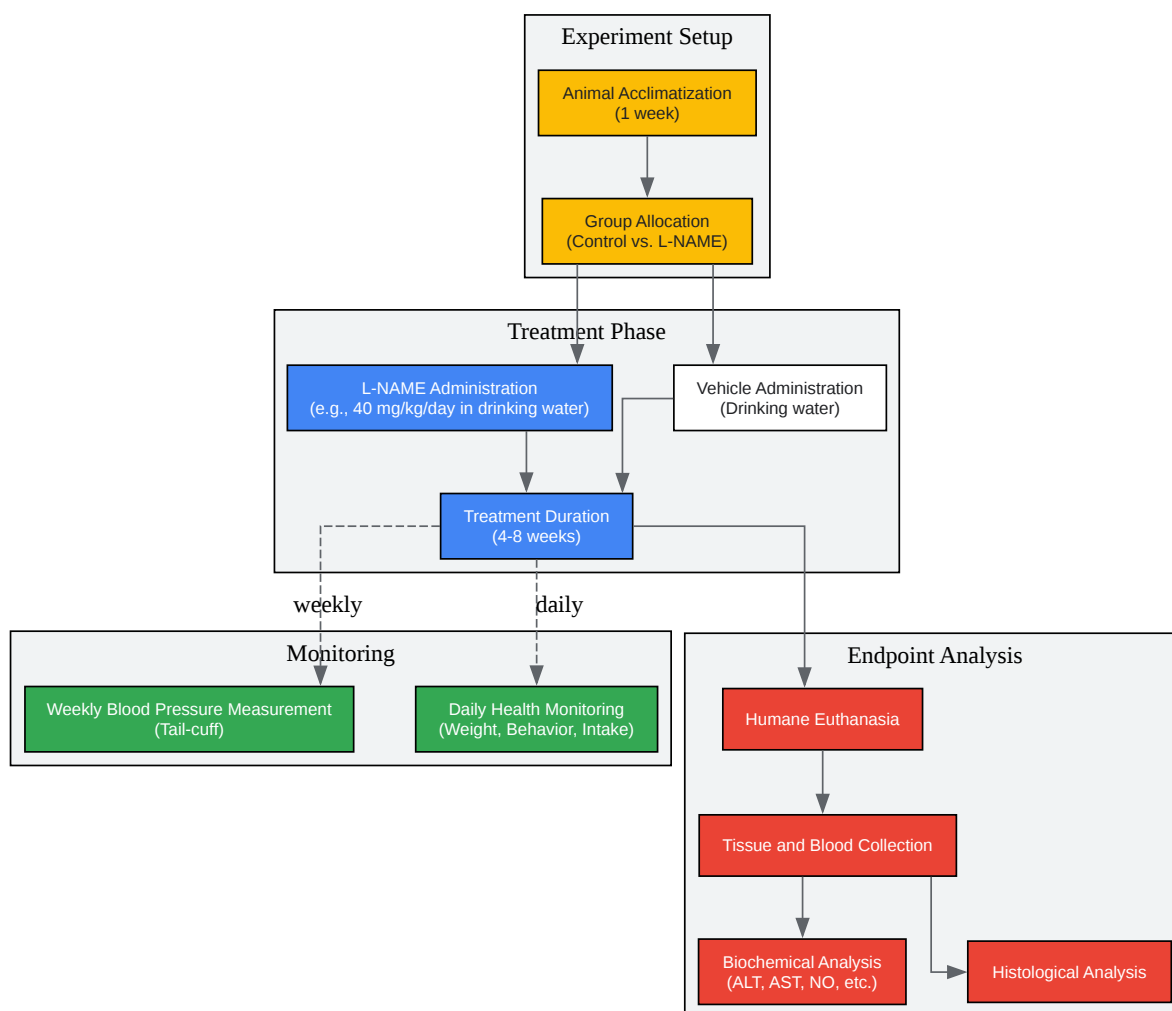 Experiment Setup
Animal Acclimatization
(1 week)
Group Allocation
(Control vs. L-NAME)
Treatment Phase
L-NAME Administration
(e.g., 40 mg/kg/day in drinking water)
Vehicle Administration
(Drinking water)
Treatment Duration
(4-8 weeks)
weekly
daily
Monitoring
Weekly Blood Pressure Measurement
(Tail-cuff)
Daily Health Monitoring
(Weight, Behavior, Intake)
Endpoint Analysis
Humane Euthanasia
Tissue and Blood Collection
Biochemical Analysis
(ALT, AST, NO, etc.)
Histological Analysis